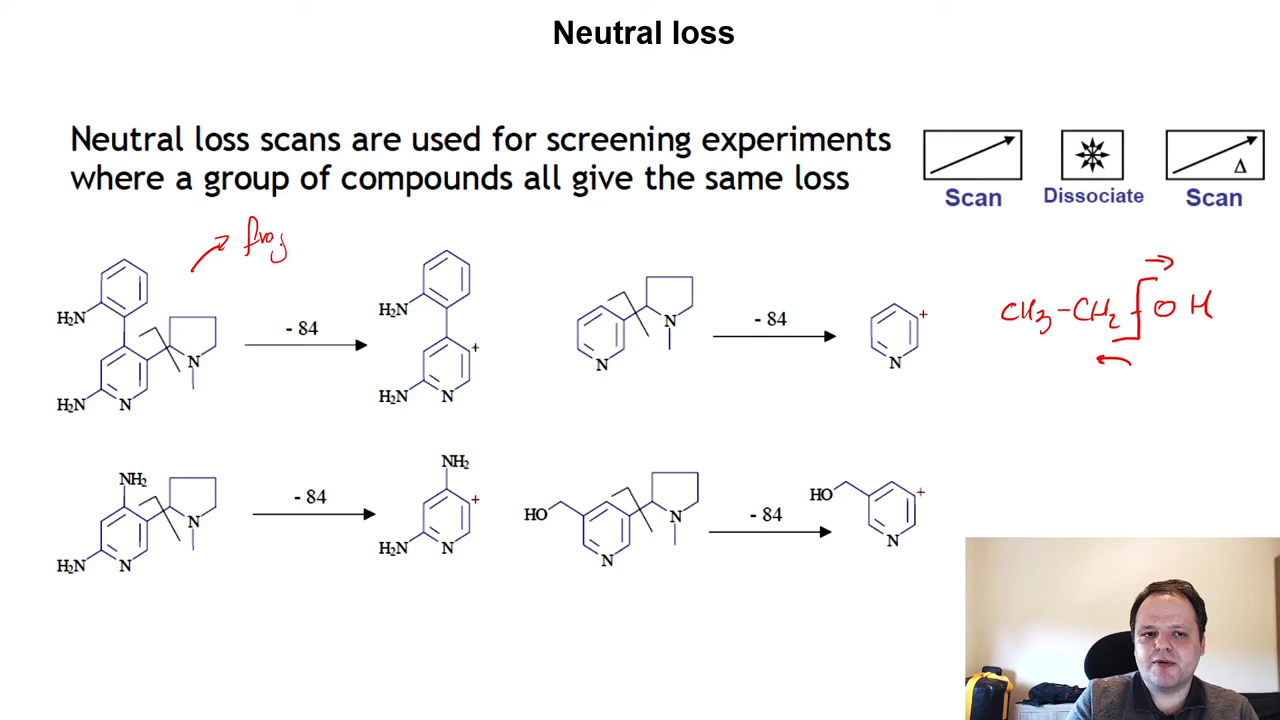 Neutral loss
Neutral loss scans are used for screening experiments
where a group of compounds all give the same loss
Scan
Dissociate
Scan
frag
H₂N
N
H₂N
N
- 84
H₂N
+
H₂N
N
N
N
- 84
+
N
CH₃-CH₂-OH
NH₂
N
H₂N
N
- 84
NH₂
+
H₂N
N
HO
N
N
- 84
HO
+
N
Δ